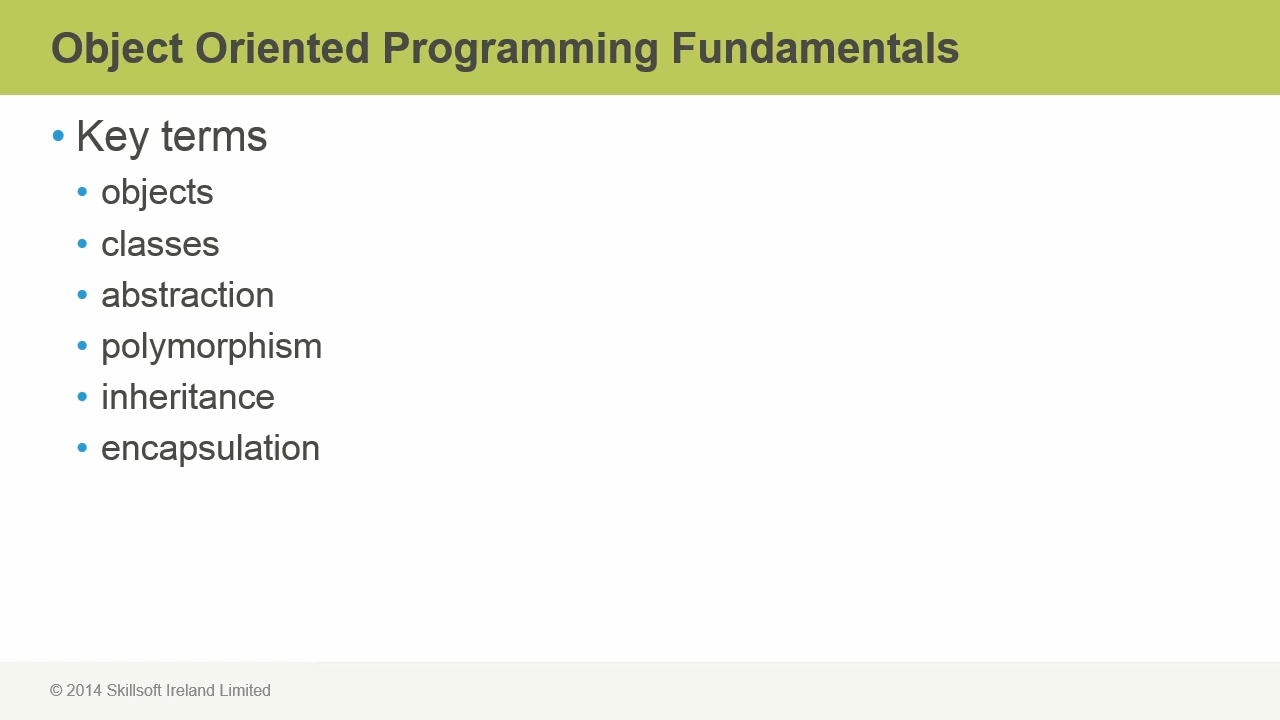 Object Oriented Programming Fundamentals
• Key terms
• objects
• classes
• abstraction
• polymorphism
• inheritance
• encapsulation
© 2014 Skillsoft Ireland Limited